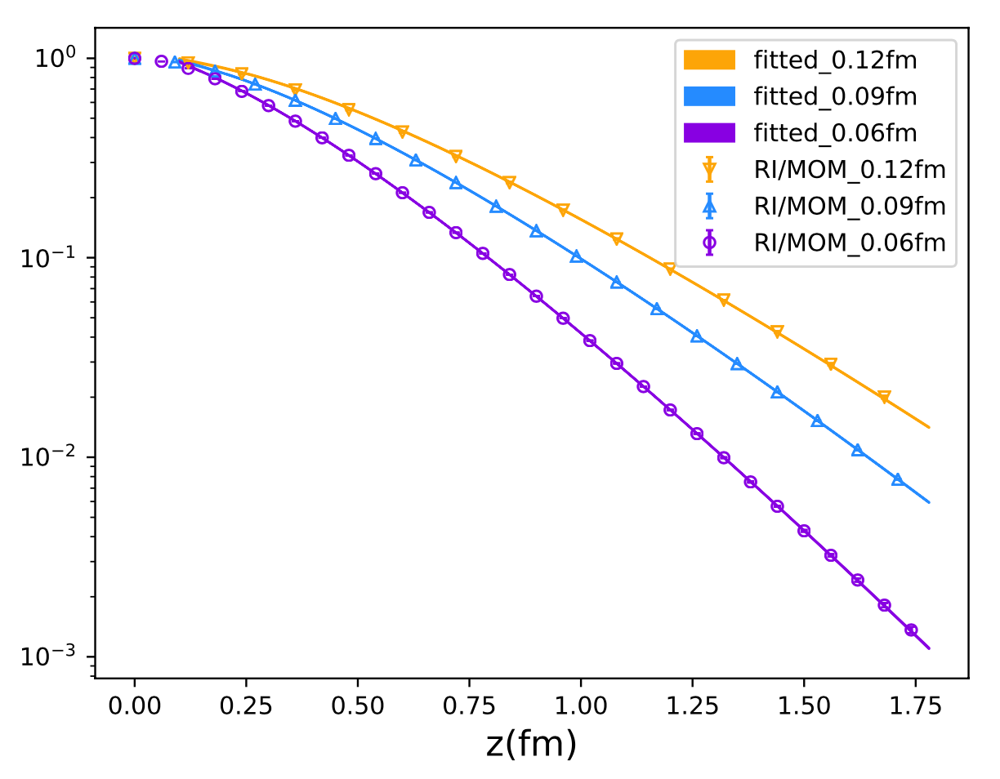 10⁰
10⁻¹
10⁻²
10⁻³
fitted_0.12fm
fitted_0.09fm
fitted_0.06fm
RI/MOM_0.12fm
RI/MOM_0.09fm
RI/MOM_0.06fm
0.00 0.25 0.50 0.75 1.00 1.25 1.50 1.75
z(fm)